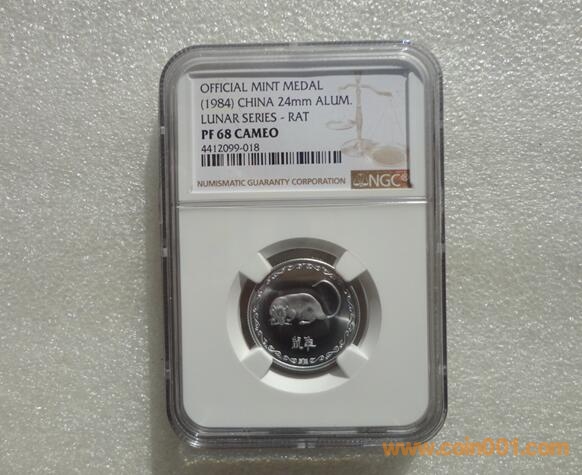 OFFICIAL MINT MEDAL
(1984) CHINA 24mm ALUM.
LUNAR SERIES - RAT
PF 68 CAMEO
4412099-018
NUMISMATIC GUARANTY CORPORATION NGC®
鼠年
www.coin001.com